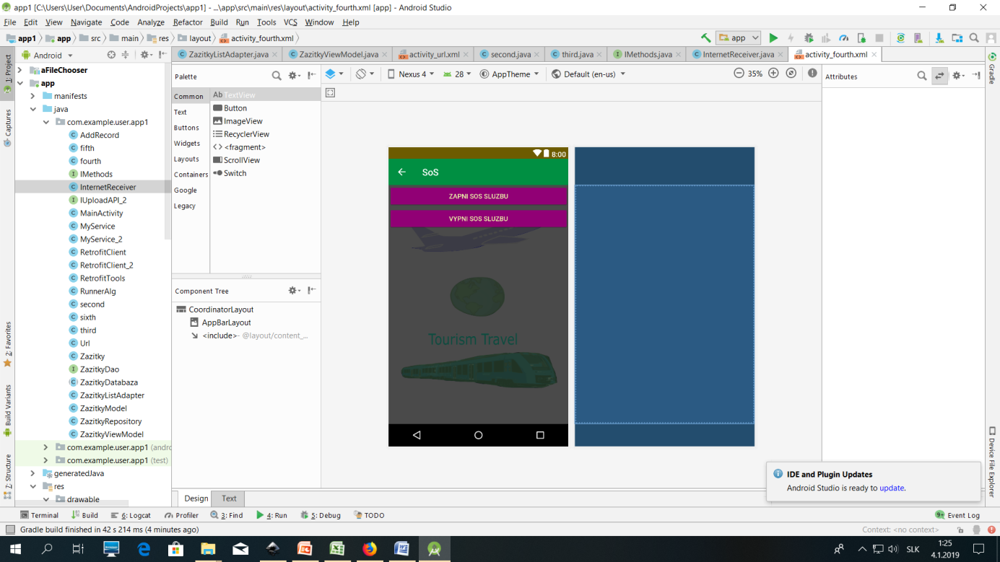 app1 [C:\Users\User\Documents\AndroidProjects\app1] - ...\app\src\main\res\layout\activity_fourth.xml [app] - Android Studio
File Edit View Navigate Code Analyze Refactor Build Run Tools VCS Window Help
app1 app src main res layout activity_fourth.xml app
Android ZazitkyListAdapter.java ZazitkyViewModel.java activity_url.xml second.java third.java IMethods.java InternetReceiver.java activity_fourth.xml
1: Project
Captures
2: Favorites
Build Variants
7: Structure
aFileChooser
app
manifests
java
com.example.user.app1
AddRecord
fifth
fourth
IMethods
InternetReceiver
IUploadAPI_2
MainActivity
MyService
MyService_2
RetrofitClient
RetrofitClient_2
RetrofitTools
RunnerAlg
second
sixth
third
Url
Zazitky
ZazitkyDao
ZazitkyDatabaza
ZazitkyListAdapter
ZazitkyModel
ZazitkyRepository
ZazitkyViewModel
com.example.user.app1 (andro
com.example.user.app1 (test)
generatedJava
res
drawable
Palette
Common
Text
Buttons
Widgets
Layouts
Containers
Google
Legacy
Ab TextView
Button
ImageView
RecyclerView
<fragment>
ScrollView
Switch
Component Tree
CoordinatorLayout
AppBarLayout
<include>- @layout/content_...
Nexus 4 28 AppTheme Default (en-us) 35%
8:00
SoS
ZAPNI SOS SLUZBU
VYPNI SOS SLUZBU
Tourism Travel
Attributes
Gradle
Device File Explorer
IDE and Plugin Updates
Android Studio is ready to update.
Design Text
Terminal Build 6: Logcat Profiler 3: Find 4: Run 5: Debug TODO 9+ Event Log
Gradle build finished in 42 s 214 ms (4 minutes ago) Context: <no context>
SLK
1:25
4.1.2019